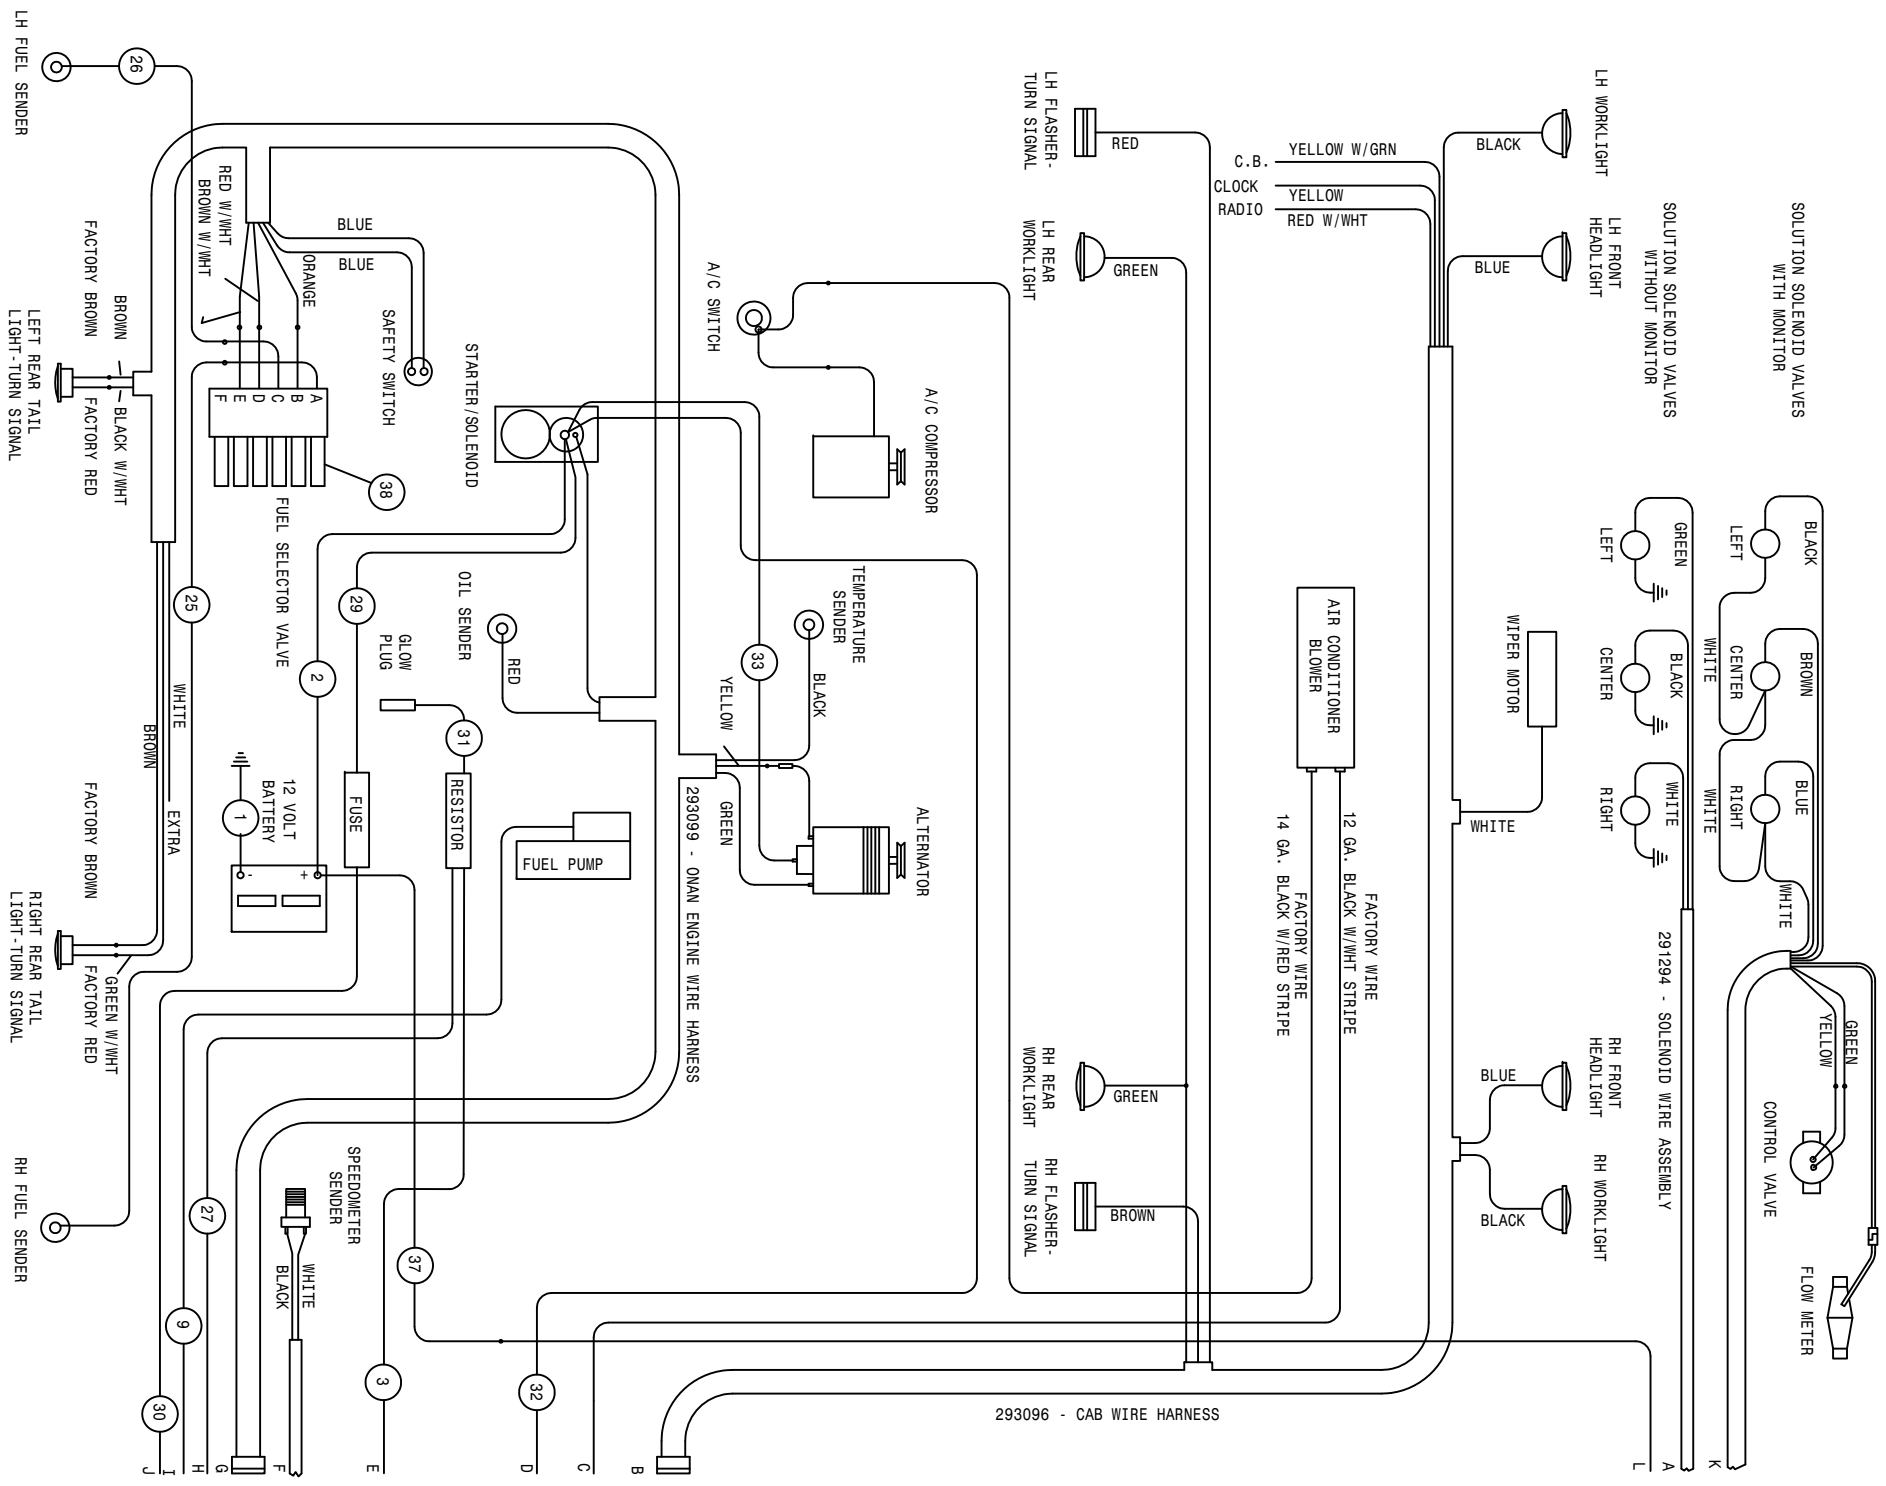 LH FUEL SENDER
26
LH FLASHER-
TURN SIGNAL
RED
C.B.
YELLOW W/GRN
CLOCK
YELLOW
RADIO
RED W/WHT
BLACK
LH WORKLIGHT
BLUE
LH FRONT
HEADLIGHT
SOLUTION SOLENOID VALVES
WITHOUT MONITOR
SOLUTION SOLENOID VALVES
WITH MONITOR
RED W/WHT
BROWN W/WHT
BLUE
BLUE
ORANGE
SAFETY SWITCH
A/C SWITCH
LH REAR
WORKLIGHT
GREEN
FACTORY BROWN
BROWN
LEFT REAR TAIL
LIGHT-TURN SIGNAL
FACTORY RED
BLACK W/WHT
A
B
C
D
E
F
38
FUEL SELECTOR VALVE
STARTER/SOLENOID
A/C COMPRESSOR
25
2
29
GLOW
PLUG
OIL SENDER
RED
31
33
TEMPERATURE
SENDER
BLACK
YELLOW
GREEN
AIR CONDITIONER
BLOWER
WIPER MOTOR
WHITE
LEFT
GREEN
CENTER
BLACK
RIGHT
WHITE
LEFT
BLACK
WHITE
CENTER
BROWN
WHITE
RIGHT
BLUE
WHITE
WHITE
BROWN
EXTRA
1
12 VOLT
BATTERY
-
+
FUSE
RESISTOR
FUEL PUMP
293099 - ONAN ENGINE WIRE HARNESS
ALTERNATOR
14 GA. BLACK W/RED STRIPE
FACTORY WIRE
12 GA. BLACK W/WHT STRIPE
FACTORY WIRE
FACTORY BROWN
RIGHT REAR TAIL
LIGHT-TURN SIGNAL
FACTORY RED
GREEN W/WHT
291294 - SOLENOID WIRE ASSEMBLY
YELLOW
GREEN
CONTROL VALVE
FLOW METER
RH REAR
WORKLIGHT
GREEN
BLUE
RH FRONT
HEADLIGHT
RH FLASHER-
TURN SIGNAL
BROWN
BLACK
RH WORKLIGHT
RH FUEL SENDER
27
SPEEDOMETER
SENDER
WHITE
BLACK
37
9
3
32
30
293096 - CAB WIRE HARNESS
J
I
H
G
F
E
D
C
B
L
A
K